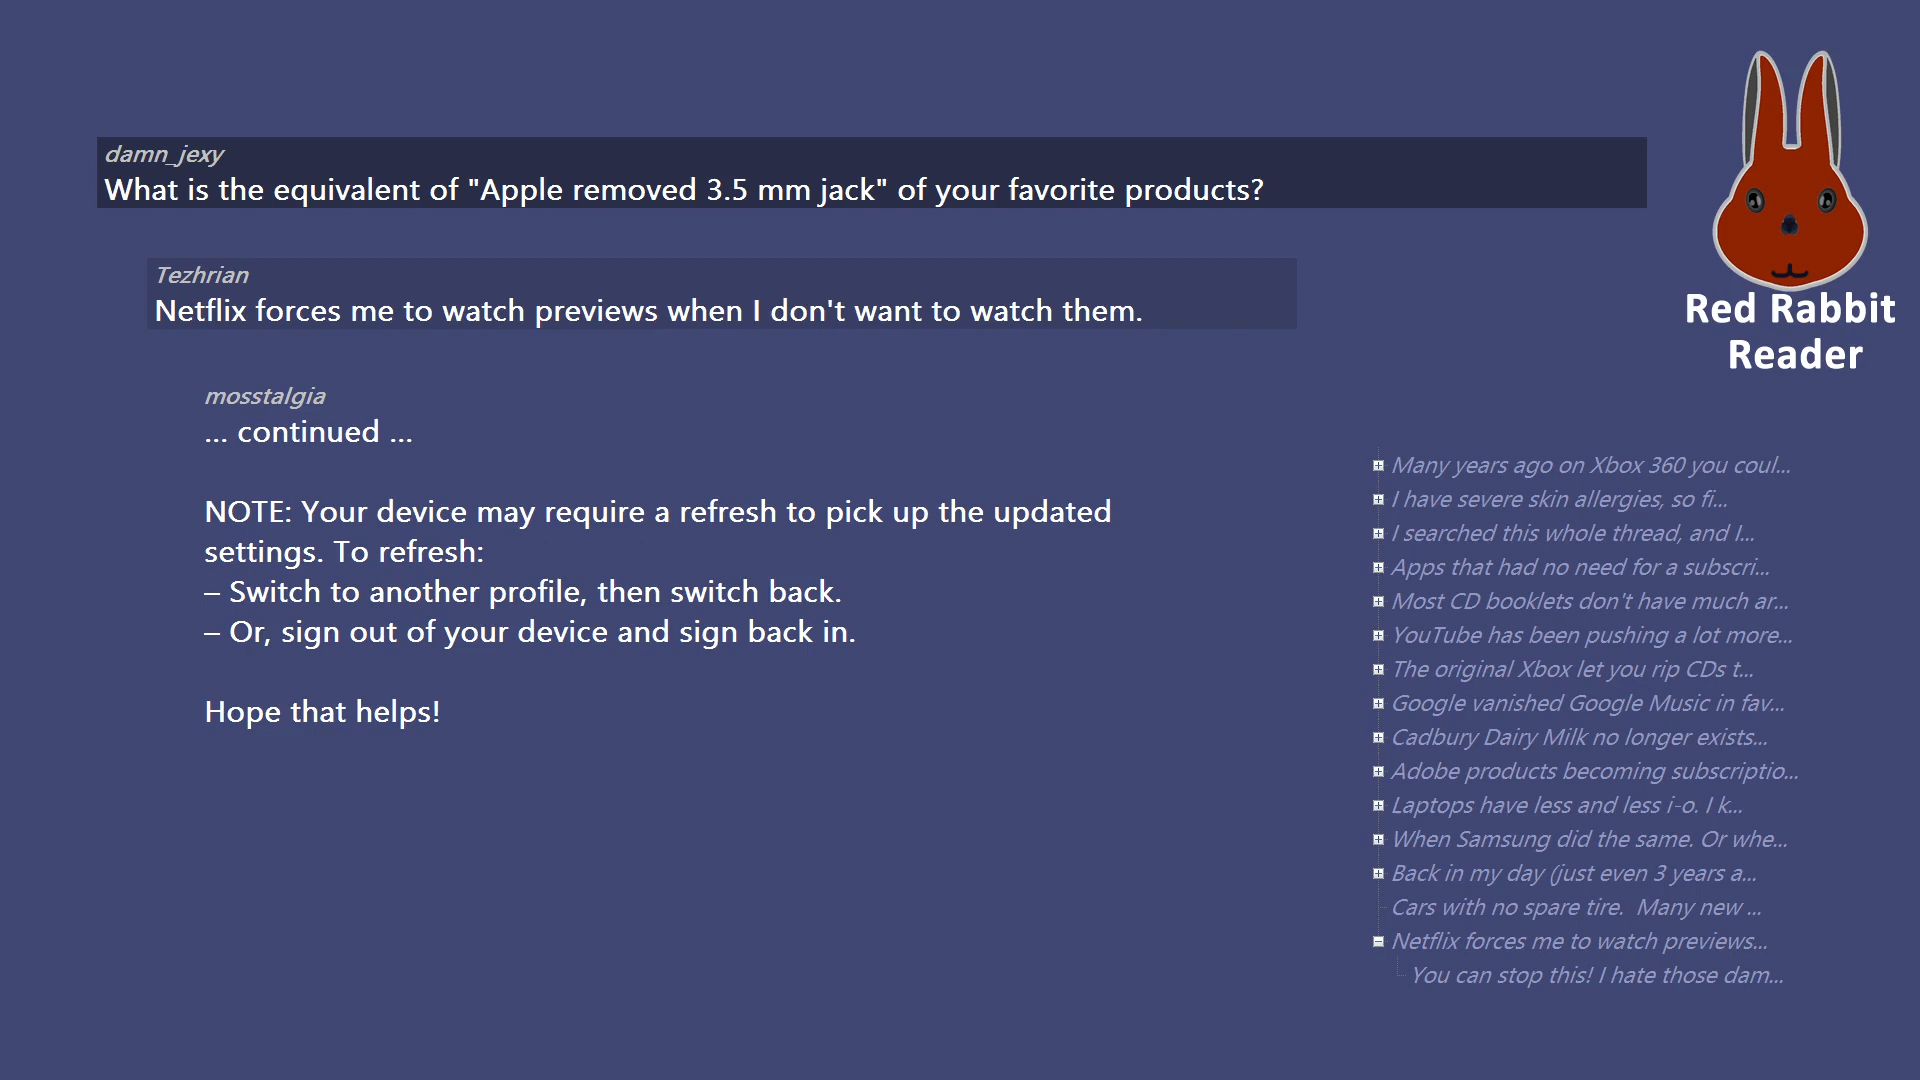 damn_jexy
What is the equivalent of "Apple removed 3.5 mm jack" of your favorite products?
Tezhrian
Netflix forces me to watch previews when I don't want to watch them.
mosstalgia
... continued ...
NOTE: Your device may require a refresh to pick up the updated
settings. To refresh:
– Switch to another profile, then switch back.
– Or, sign out of your device and sign back in.
Hope that helps!
Red Rabbit
Reader
Many years ago on Xbox 360 you coul...
I have severe skin allergies, so fi...
I searched this whole thread, and I...
Apps that had no need for a subscri...
Most CD booklets don't have much ar...
YouTube has been pushing a lot more...
The original Xbox let you rip CDs t...
Google vanished Google Music in fav...
Cadbury Dairy Milk no longer exists...
Adobe products becoming subscriptio...
Laptops have less and less i-o. I k...
When Samsung did the same. Or whe...
Back in my day (just even 3 years a...
Cars with no spare tire.  Many new ...
Netflix forces me to watch previews...
You can stop this! I hate those dam...